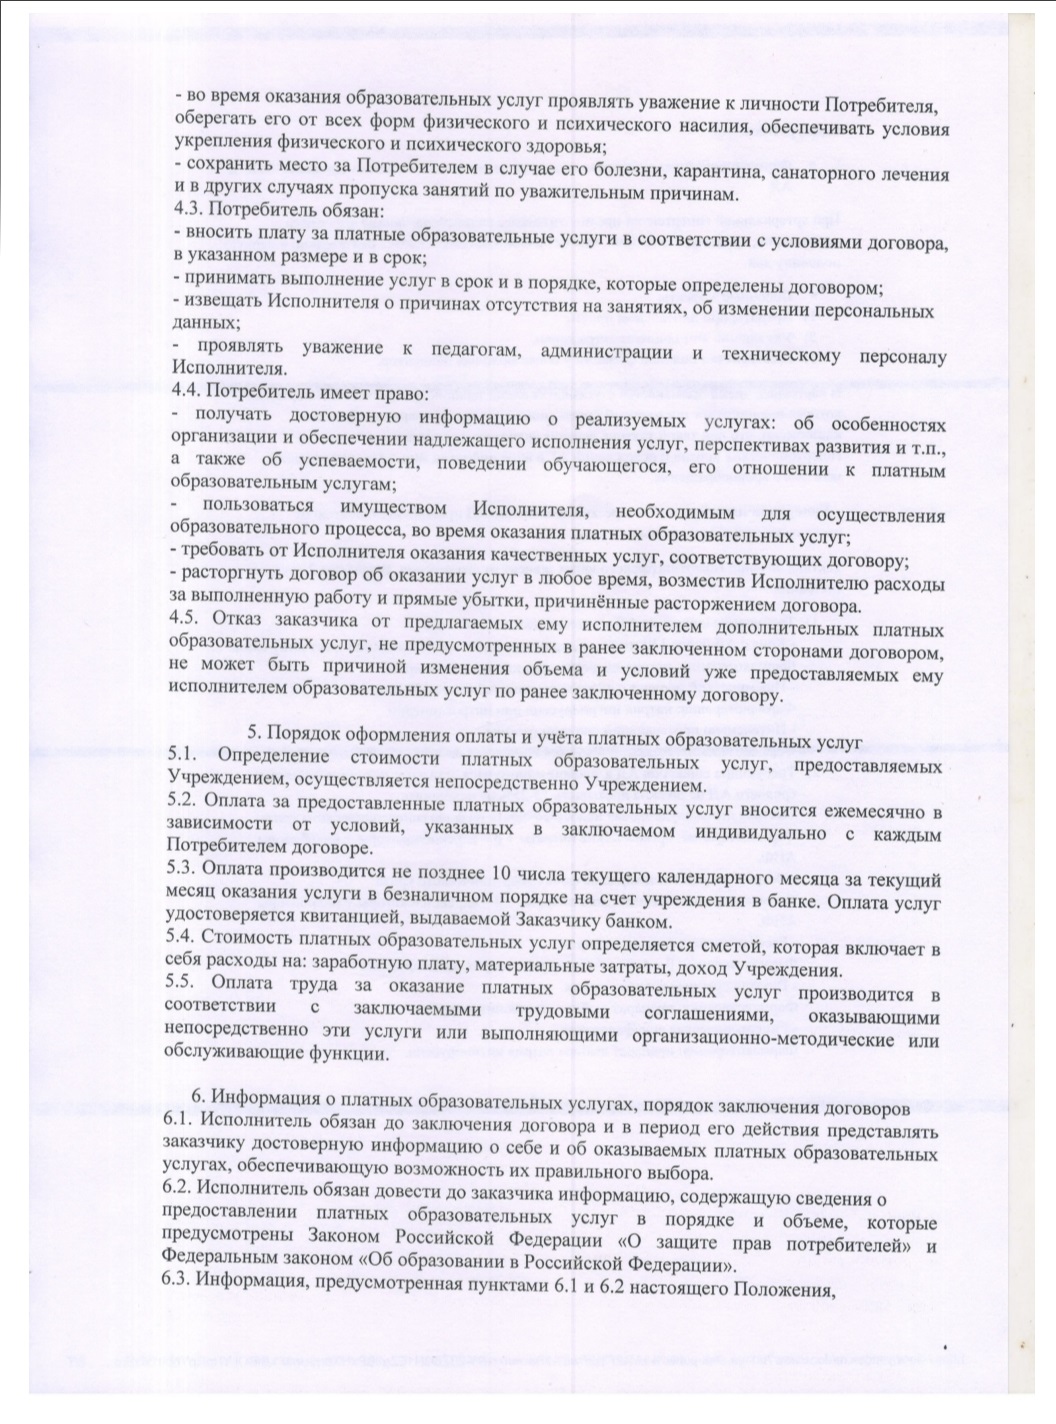 - во время оказания образовательных услуг проявлять уважение к личности Потребителя,
оберегать его от всех форм физического и психического насилия, обеспечивать условия
укрепления физического и психического здоровья;
- сохранить место за Потребителем в случае его болезни, карантина, санаторного лечения
и в других случаях пропуска занятий по уважительным причинам.
4.3. Потребитель обязан:
- вносить плату за платные образовательные услуги в соответствии с условиями договора,
в указанном размере и в срок;
- принимать выполнение услуг в срок и в порядке, которые определены договором;
- извещать Исполнителя о причинах отсутствия на занятиях, об изменении персональных
данных;
- проявлять уважение к педагогам, администрации и техническому персоналу
Исполнителя.
4.4. Потребитель имеет право:
- получать достоверную информацию о реализуемых услугах: об особенностях
организации и обеспечении надлежащего исполнения услуг, перспективах развития и т.п.,
а также об успеваемости, поведении обучающегося, его отношении к платным
образовательным услугам;
- пользоваться имуществом Исполнителя, необходимым для осуществления
образовательного процесса, во время оказания платных образовательных услуг;
- требовать от Исполнителя оказания качественных услуг, соответствующих договору;
- расторгнуть договор об оказании услуг в любое время, возместив Исполнителю расходы
за выполненную работу и прямые убытки, причинённые расторжением договора.
4.5. Отказ заказчика от предлагаемых ему исполнителем дополнительных платных
образовательных услуг, не предусмотренных в ранее заключенном сторонами договором,
не может быть причиной изменения объема и условий уже предоставляемых ему
исполнителем образовательных услуг по ранее заключенному договору.
5. Порядок оформления оплаты и учёта платных образовательных услуг
5.1. Определение стоимости платных образовательных услуг, предоставляемых
Учреждением, осуществляется непосредственно Учреждением.
5.2. Оплата за предоставленные платных образовательных услуг вносится ежемесячно в
зависимости от условий, указанных в заключаемом индивидуально с каждым
Потребителем договоре.
5.3. Оплата производится не позднее 10 числа текущего календарного месяца за текущий
месяц оказания услуги в безналичном порядке на счет учреждения в банке. Оплата услуг
удостоверяется квитанцией, выдаваемой Заказчику банком.
5.4. Стоимость платных образовательных услуг определяется сметой, которая включает в
себя расходы на: заработную плату, материальные затраты, доход Учреждения.
5.5. Оплата труда за оказание платных образовательных услуг производится в
соответствии с заключаемыми трудовыми соглашениями, оказывающими
непосредственно эти услуги или выполняющими организационно-методические или
обслуживающие функции.
6. Информация о платных образовательных услугах, порядок заключения договоров
6.1. Исполнитель обязан до заключения договора и в период его действия представлять
заказчику достоверную информацию о себе и об оказываемых платных образовательных
услугах, обеспечивающую возможность их правильного выбора.
6.2. Исполнитель обязан довести до заказчика информацию, содержащую сведения о
предоставлении платных образовательных услуг в порядке и объеме, которые
предусмотрены Законом Российской Федерации «О защите прав потребителей» и
Федеральным законом «Об образовании в Российской Федерации».
6.3. Информация, предусмотренная пунктами 6.1 и 6.2 настоящего Положения,